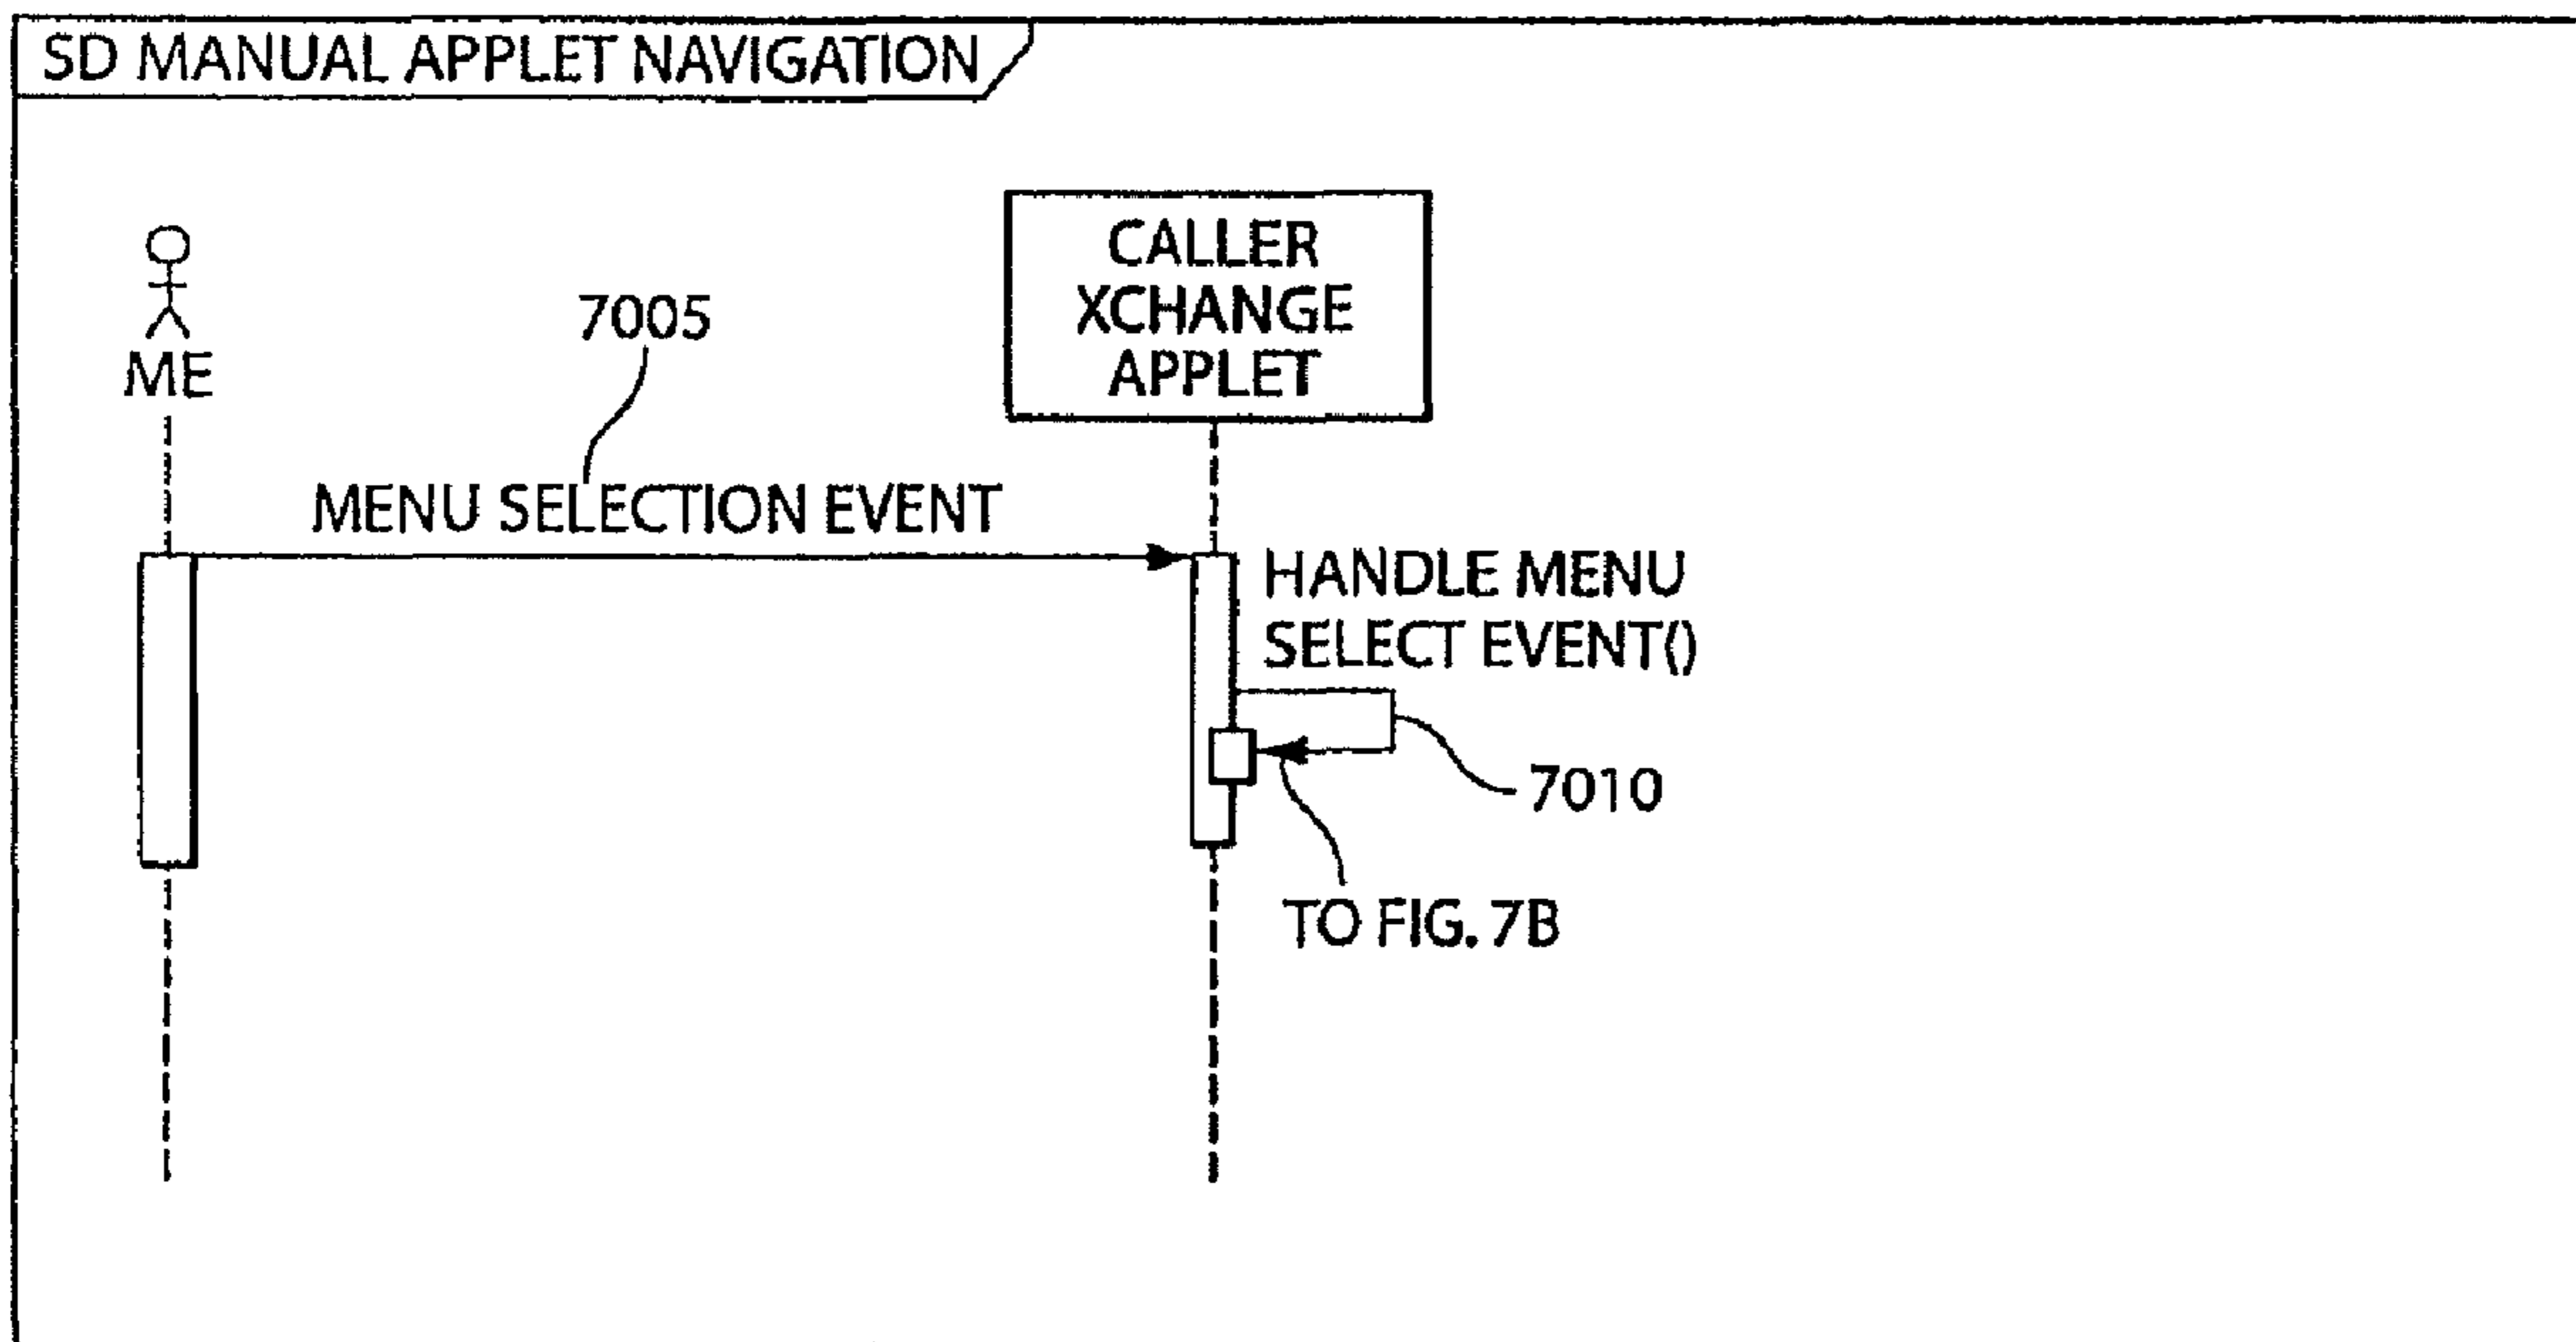 SD MANUAL APPLET NAVIGATION
CALLER
XCHANGE
APPLET
ME
7005
MENU SELECTION EVENT
HANDLE MENU
SELECT EVENT()
7010
TO FIG. 7B